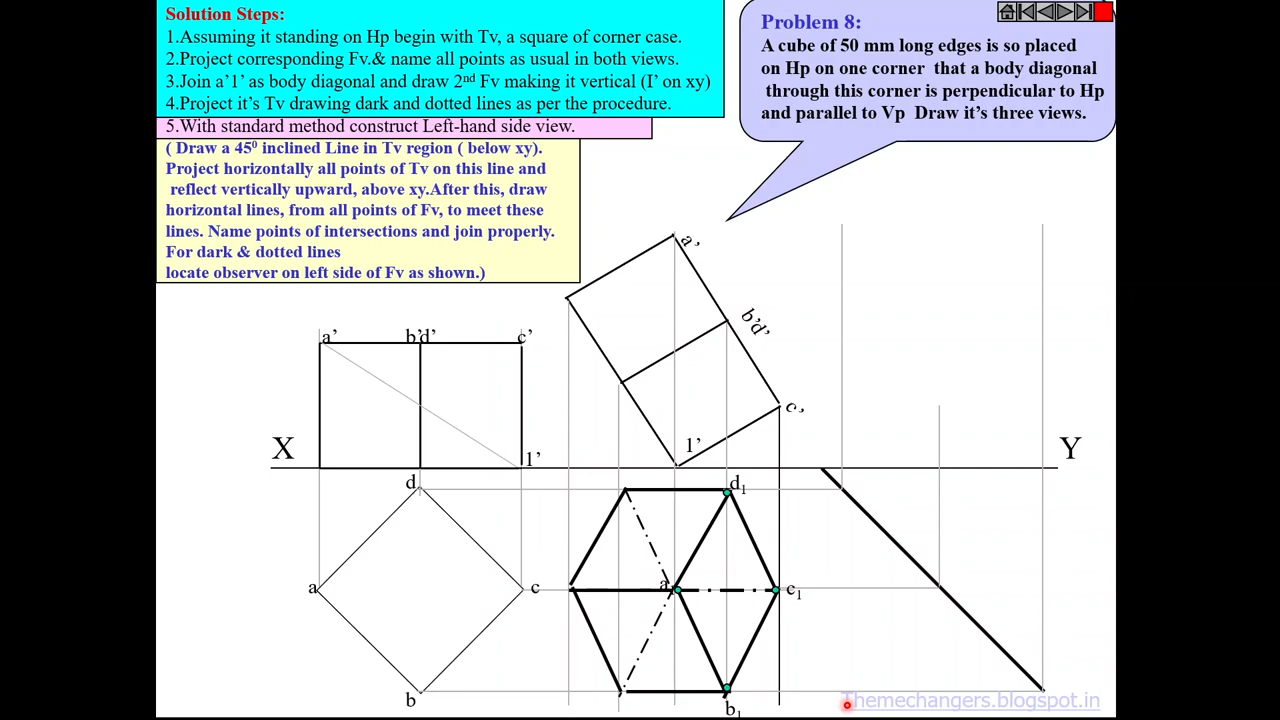 Solution Steps:
1.Assuming it standing on Hp begin with Tv, a square of corner case.
2.Project corresponding Fv.& name all points as usual in both views.
3.Join a’1’ as body diagonal and draw 2nd Fv making it vertical (I’ on xy)
4.Project it’s Tv drawing dark and dotted lines as per the procedure.
5.With standard method construct Left-hand side view.
( Draw a 45⁰ inclined Line in Tv region ( below xy).
Project horizontally all points of Tv on this line and
reflect vertically upward, above xy.After this, draw
horizontal lines, from all points of Fv, to meet these
lines. Name points of intersections and join properly.
For dark & dotted lines
locate observer on left side of Fv as shown.)
Problem 8:
A cube of 50 mm long edges is so placed
on Hp on one corner that a body diagonal
through this corner is perpendicular to Hp
and parallel to Vp Draw it’s three views.
a’
b’d’
a’ b’d’ c’
c’
X 1’ 1’ Y
d d1
a c a c1
b b1
Themechangers.blogspot.in